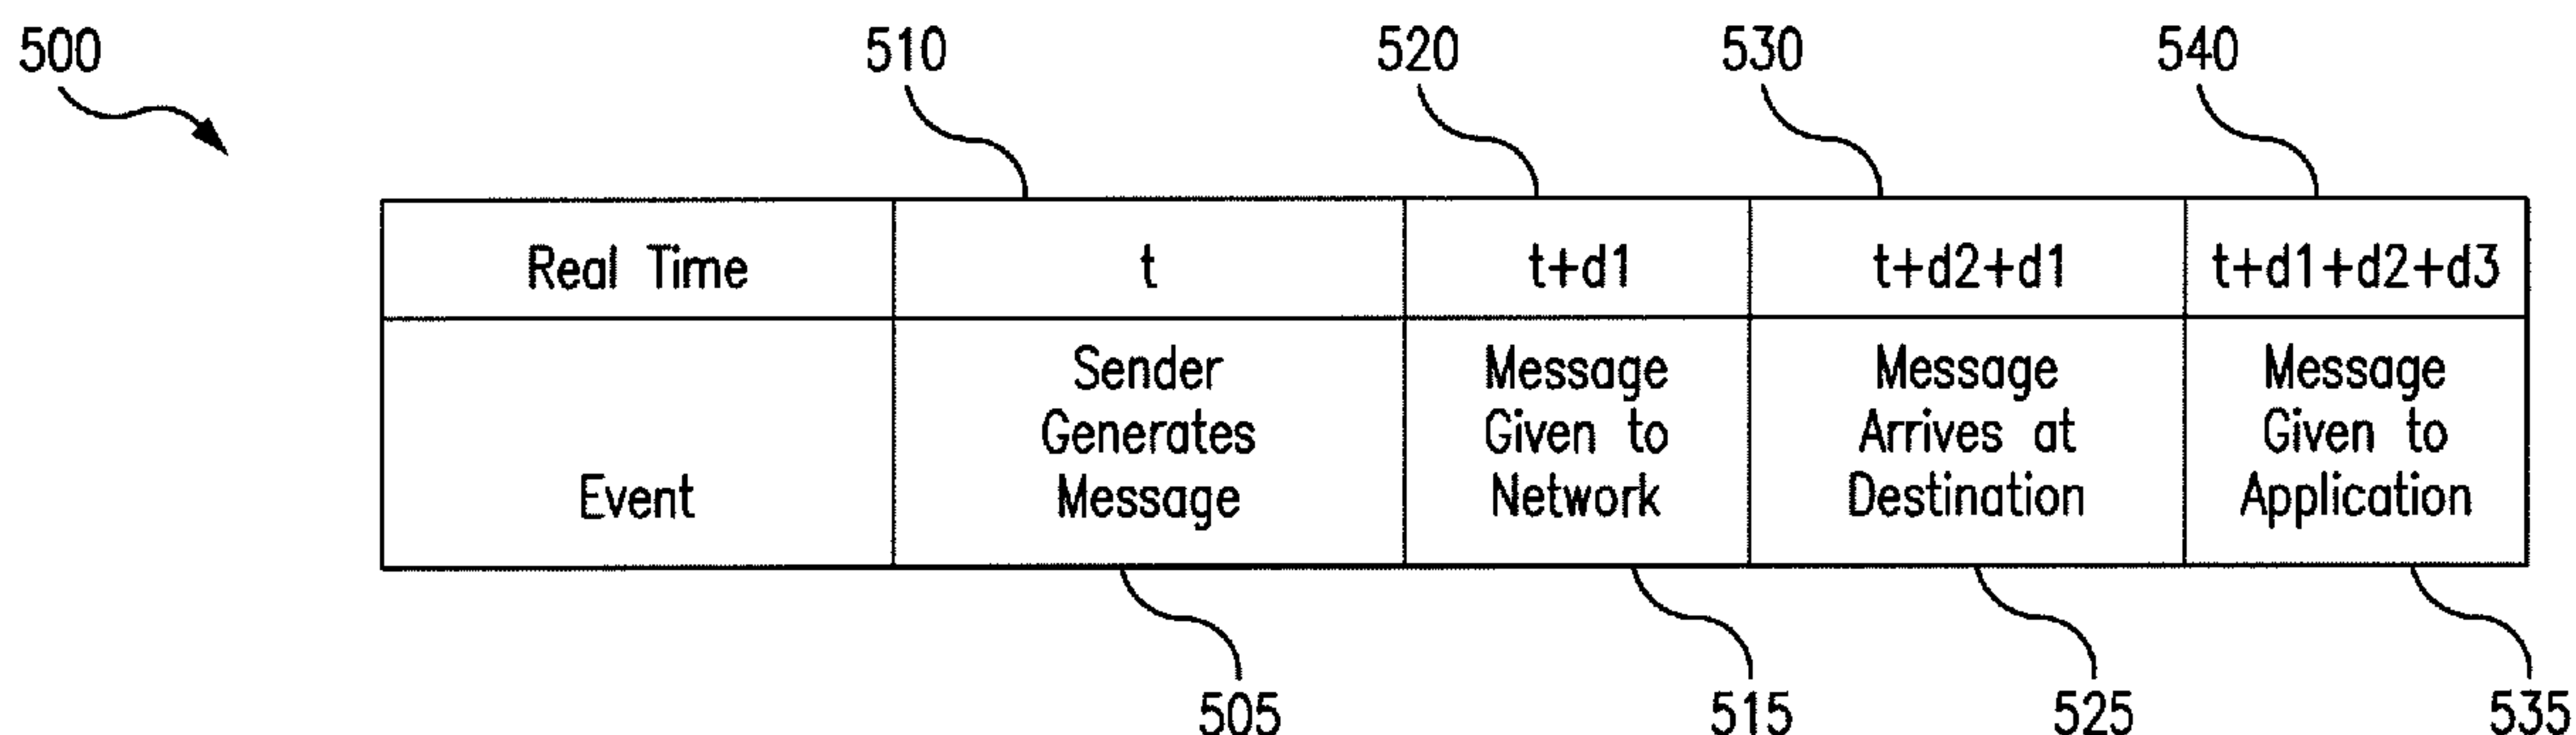 500
510
520
530
540
Real Time
t
t+d1
t+d2+d1
t+d1+d2+d3
Event
Sender
Generates
Message
Message
Given to
Network
Message
Arrives at
Destination
Message
Given to
Application
505
515
525
535